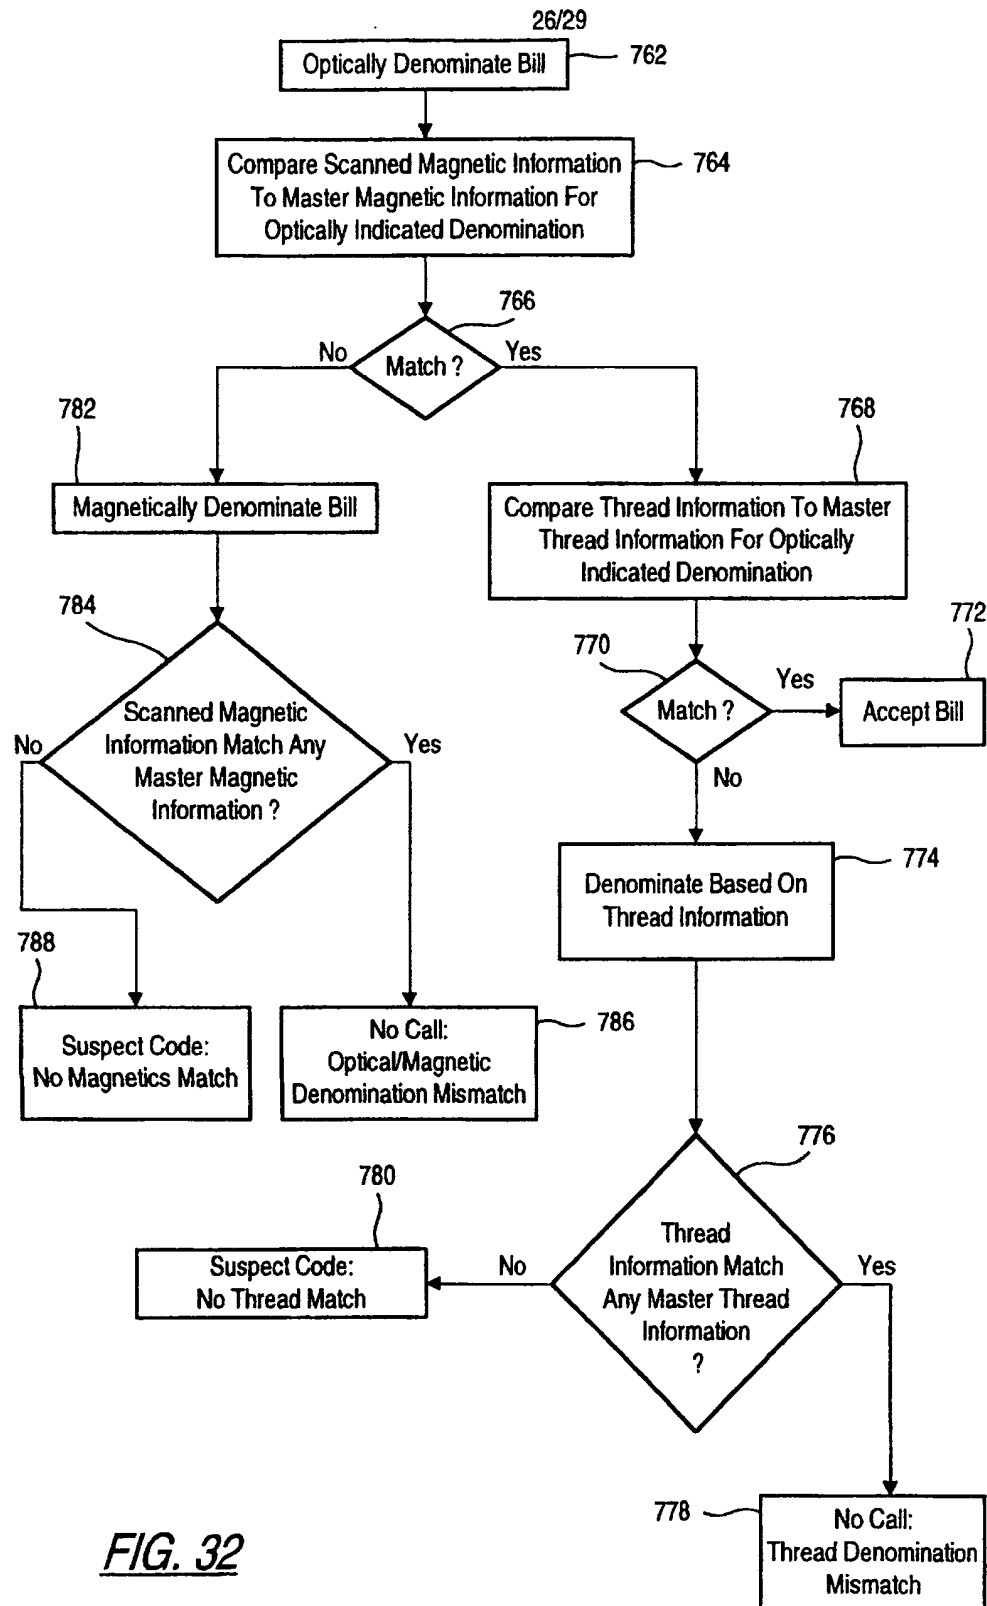 26/29
Optically Denominate Bill
762
Compare Scanned Magnetic Information
To Master Magnetic Information For
Optically Indicated Denomination
764
766
No
Match ?
Yes
782
Magnetically Denominate Bill
768
Compare Thread Information To Master
Thread Information For Optically
Indicated Denomination
784
Scanned Magnetic
Information Match Any
Master Magnetic
Information ?
No
Yes
770
Match ?
Yes
No
772
Accept Bill
774
Denominate Based On
Thread Information
788
Suspect Code:
No Magnetics Match
786
No Call:
Optical/Magnetic
Denomination Mismatch
776
Thread
Information Match
Any Master Thread
Information
?
No
Yes
780
Suspect Code:
No Thread Match
778
No Call:
Thread Denomination
Mismatch
FIG. 32